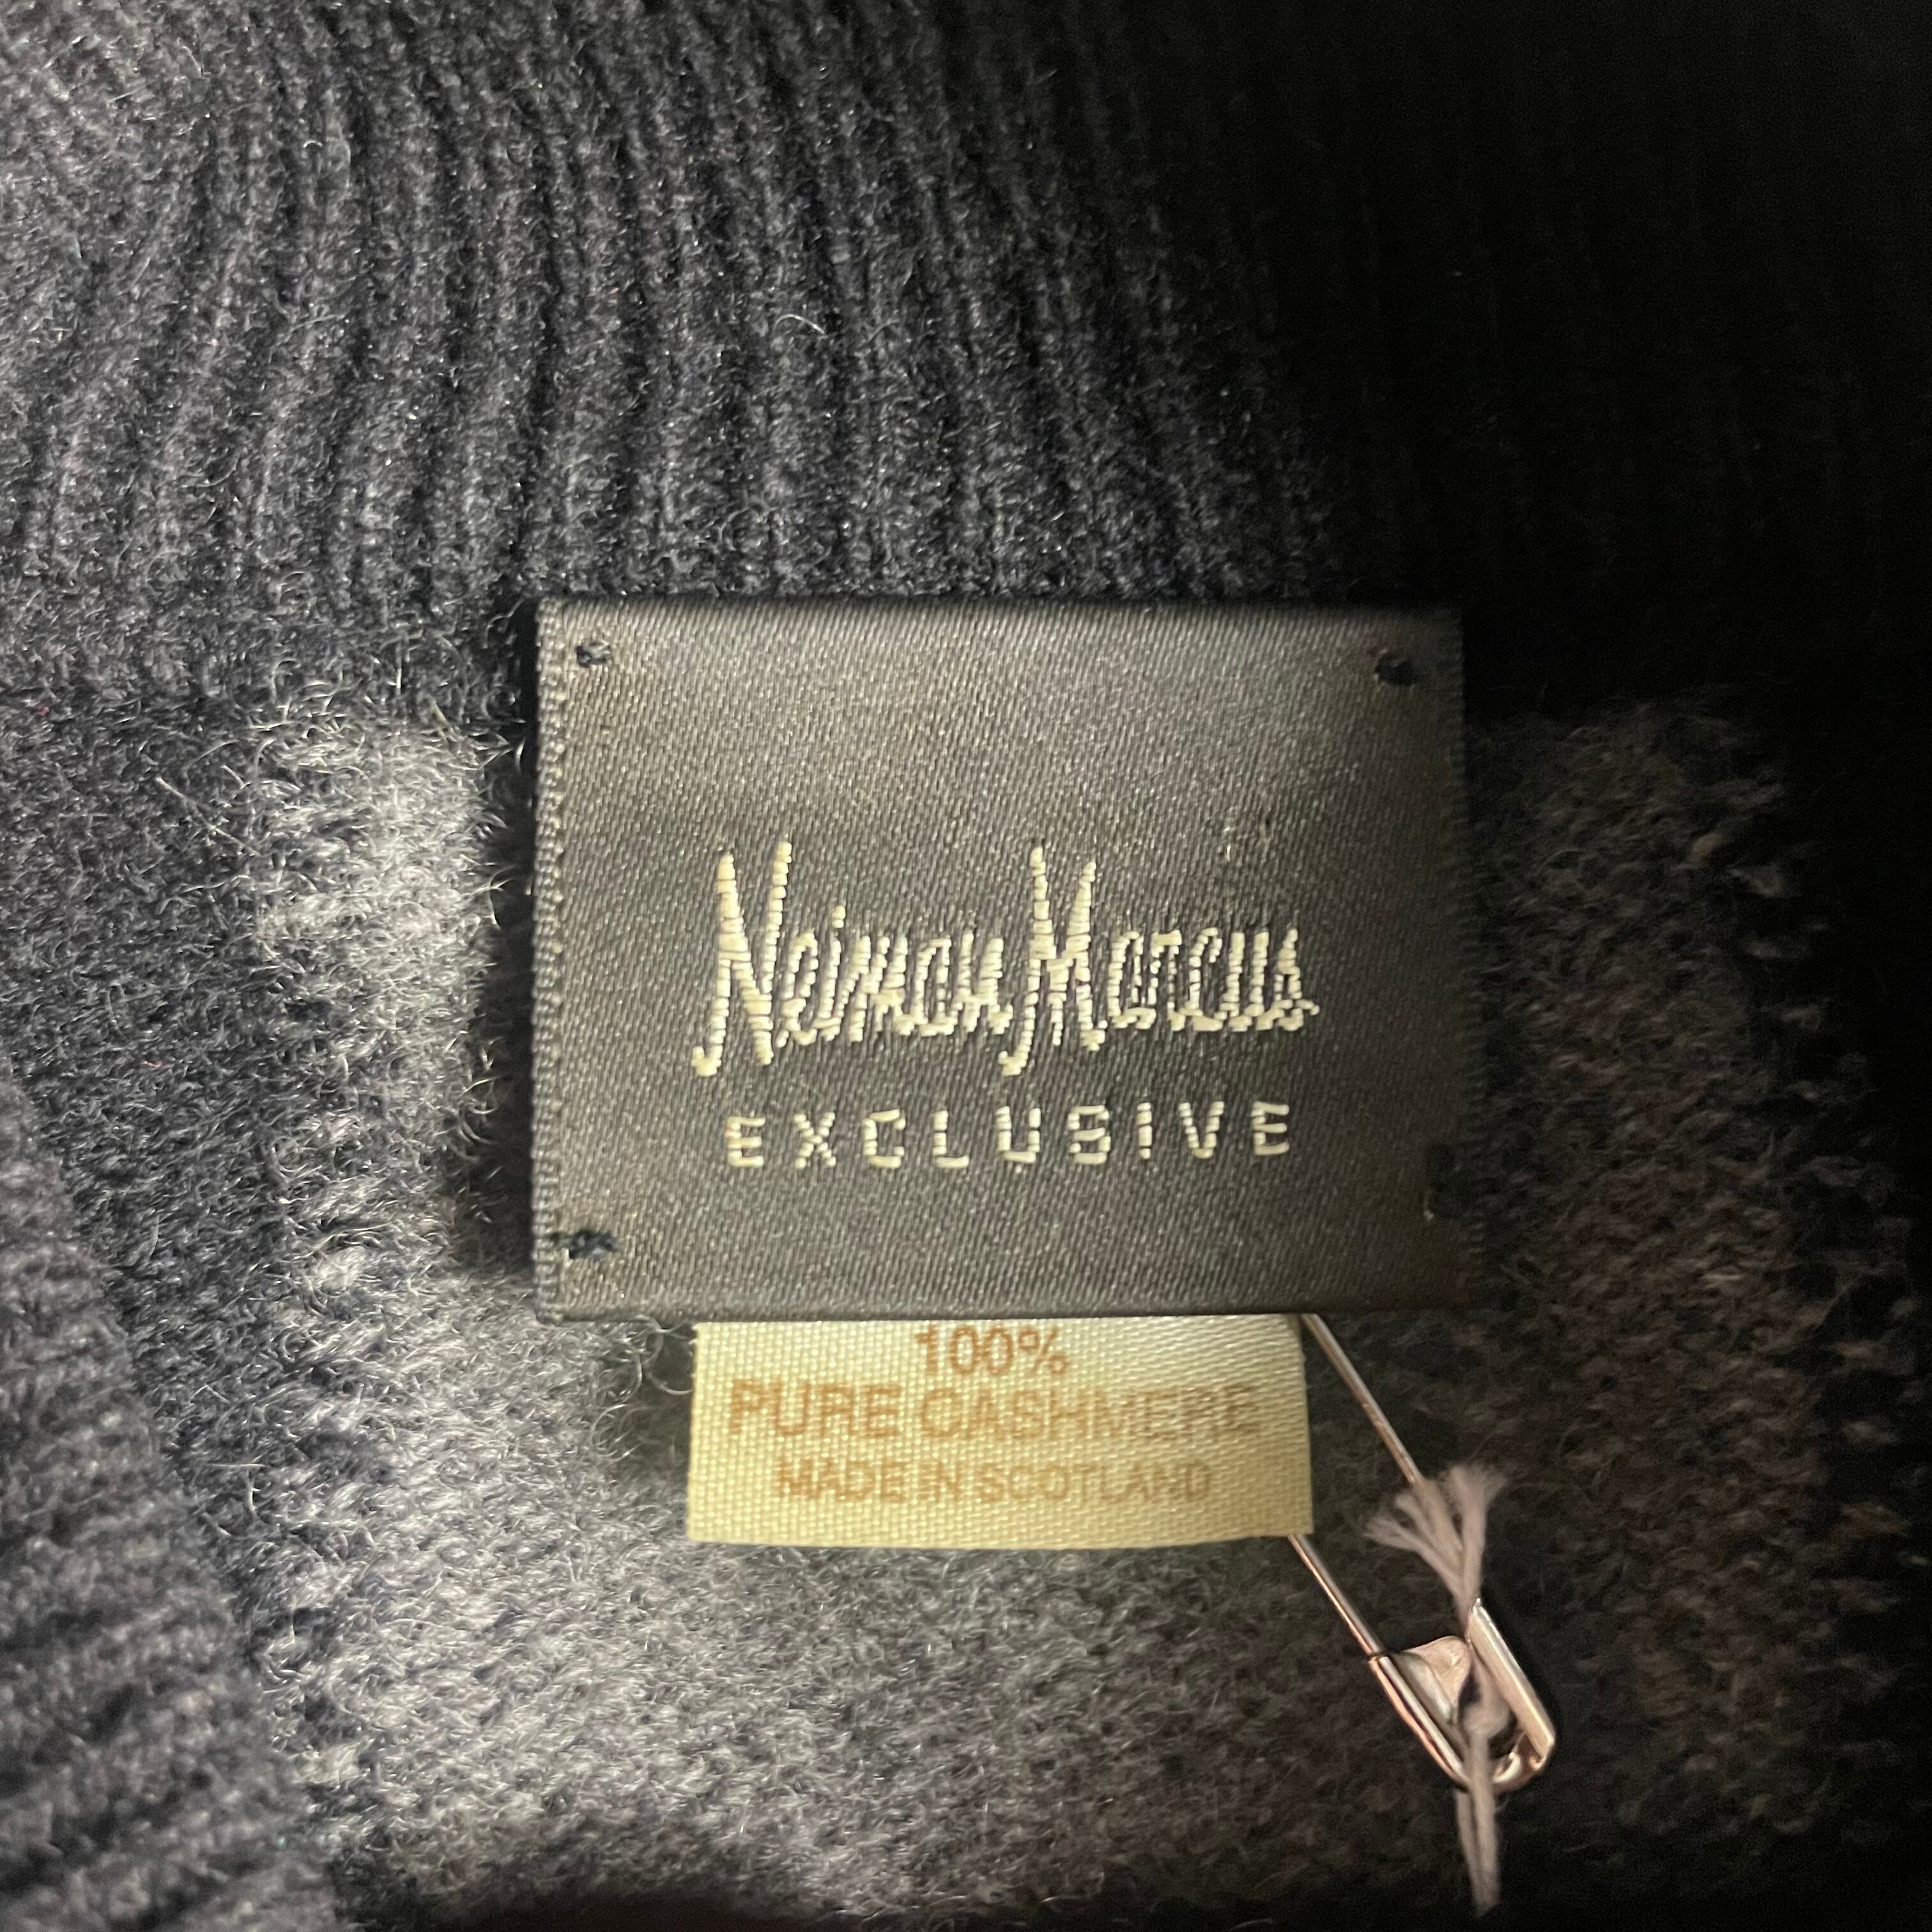 Neiman Marcus
EXCLUSIVE
100%
PURE CASHMERE
MADE IN SCOTLAND